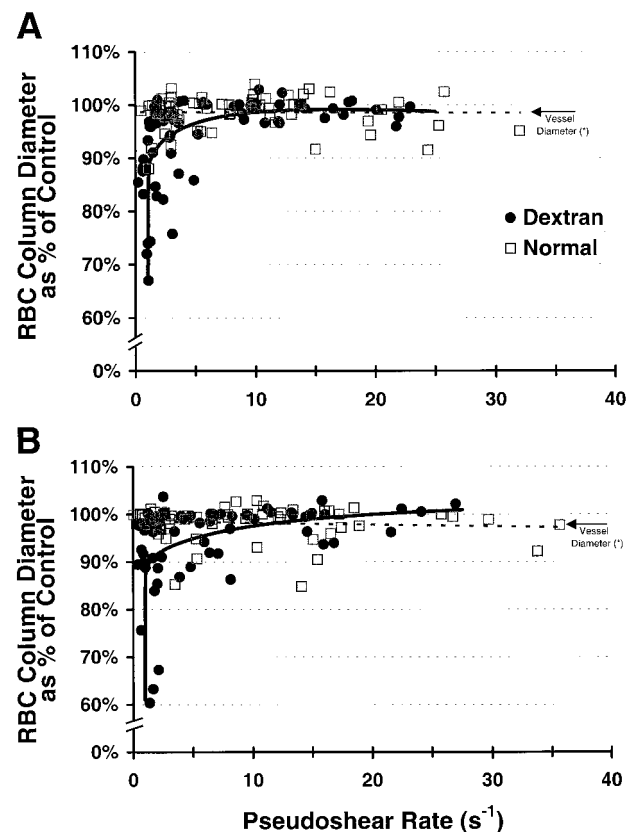 A
110%
100%
90%
80%
70%
60%
0%
RBC Column Diameter
as % of Control
Vessel
Diameter (*)
Dextran
Normal
0
10
20
30
40
B
110%
100%
90%
80%
70%
60%
0%
RBC Column Diameter
as % of Control
Vessel
Diameter (*)
0
10
20
30
40
Pseudoshear Rate (s⁻¹)